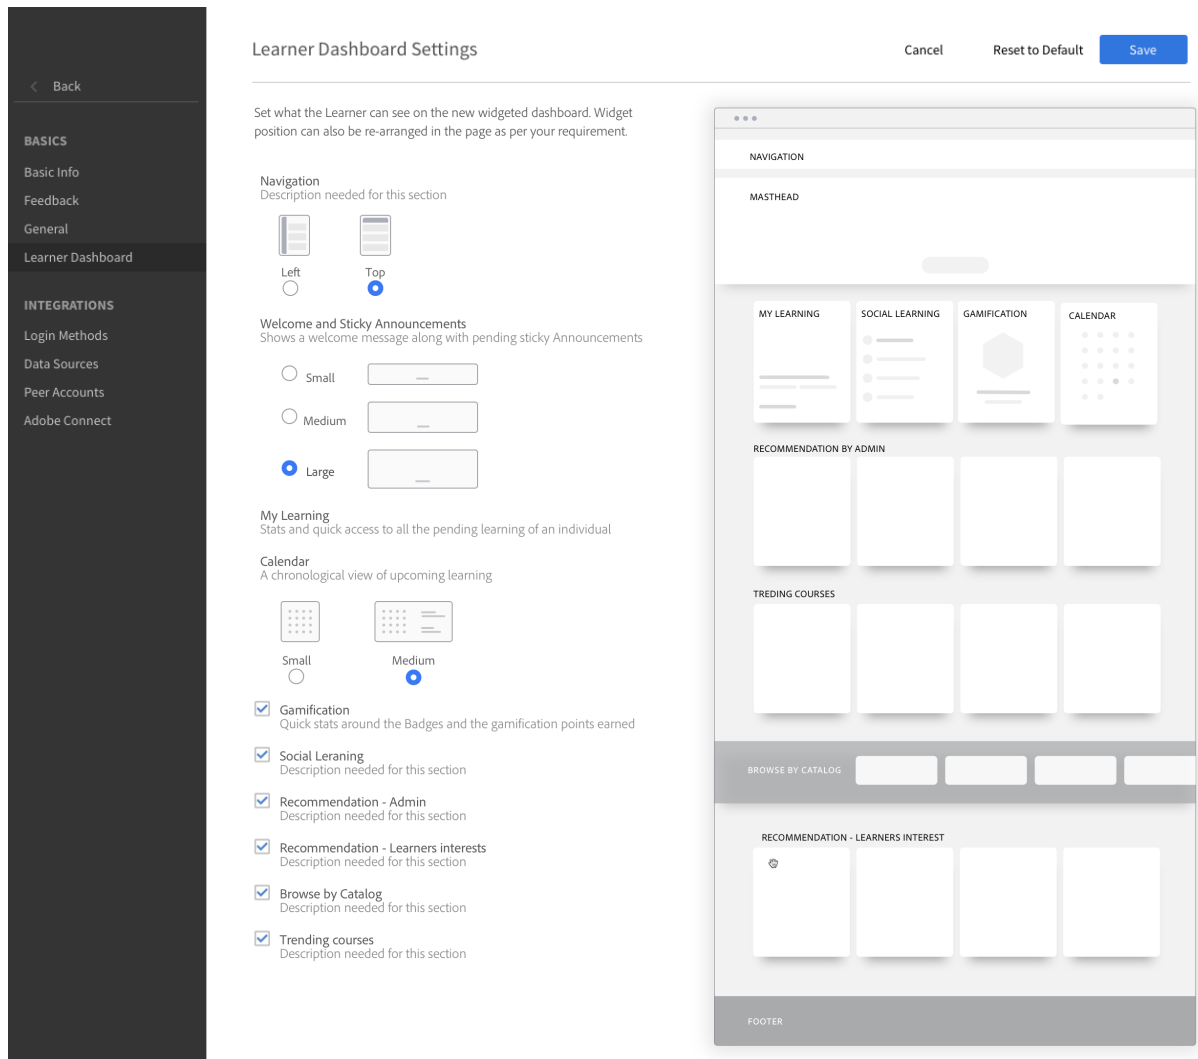 Back
BASICS
Basic Info
Feedback
General
Learner Dashboard
INTEGRATIONS
Login Methods
Data Sources
Peer Accounts
Adobe Connect
Learner Dashboard Settings
Cancel
Reset to Default
Save
Set what the Learner can see on the new widgeted dashboard. Widget
position can also be re-arranged in the page as per your requirement.
Navigation
Description needed for this section
Left
Top
Welcome and Sticky Announcements
Shows a welcome message along with pending sticky Announcements
Small
Medium
Large
My Learning
Stats and quick access to all the pending learning of an individual
Calendar
A chronological view of upcoming learning
Small
Medium
Gamification
Quick stats around the Badges and the gamification points earned
Social Leraning
Description needed for this section
Recommendation - Admin
Description needed for this section
Recommendation - Learners interests
Description needed for this section
Browse by Catalog
Description needed for this section
Trending courses
Description needed for this section
NAVIGATION
MASTHEAD
MY LEARNING
SOCIAL LEARNING
GAMIFICATION
CALENDAR
RECOMMENDATION BY ADMIN
TREDING COURSES
BROWSE BY CATALOG
RECOMMENDATION - LEARNERS INTEREST
FOOTER